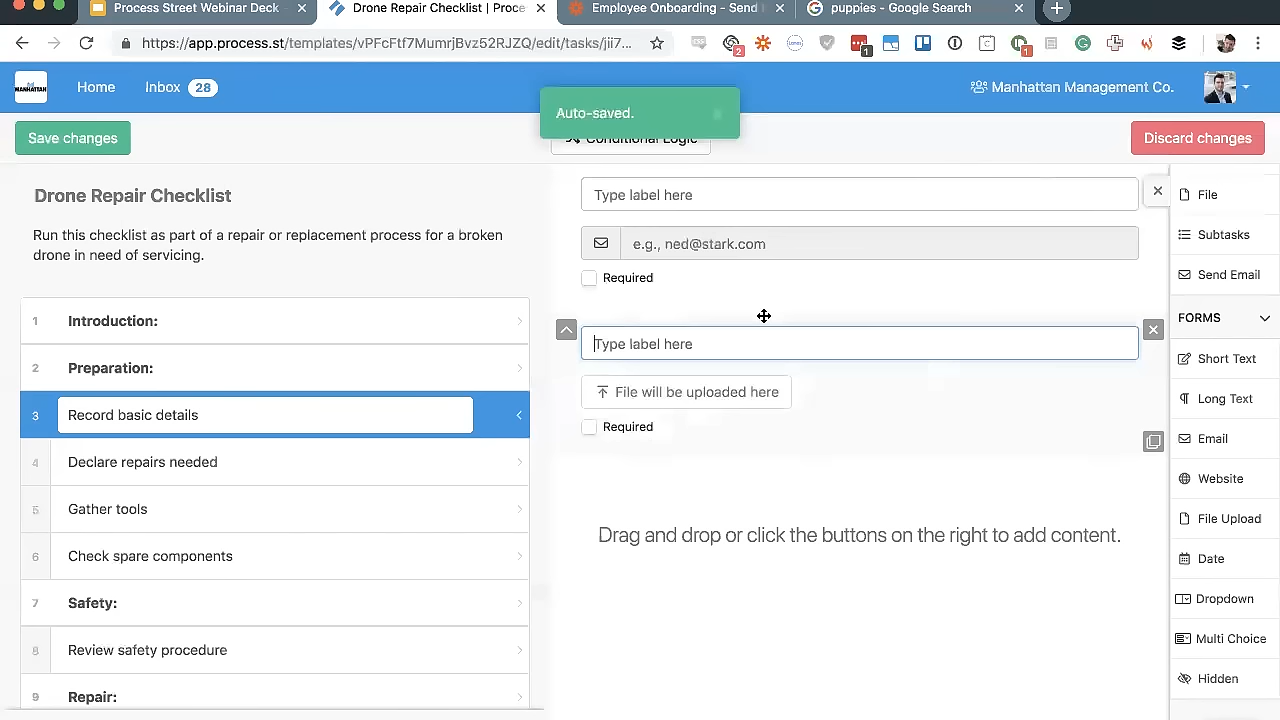 Process Street Webinar Deck
Drone Repair Checklist | Proce
Employee Onboarding - Send
puppies - Google Search
https://app.process.st/templates/vPFcFtf7MumrjBvz52RJZQ/edit/tasks/jii7...
2
1
1
MANHATTAN
Home
Inbox 28
Manhattan Management Co.
Auto-saved.
Save changes
Conditional Logic
Discard changes
Drone Repair Checklist
Run this checklist as part of a repair or replacement process for a broken
drone in need of servicing.
1 Introduction:
2 Preparation:
3 Record basic details
4 Declare repairs needed
5 Gather tools
6 Check spare components
7 Safety:
8 Review safety procedure
9 Repair:
Type label here
e.g., ned@stark.com
Required
Type label here
File will be uploaded here
Required
Drag and drop or click the buttons on the right to add content.
File
Subtasks
Send Email
FORMS
Short Text
Long Text
Email
Website
File Upload
Date
Dropdown
Multi Choice
Hidden